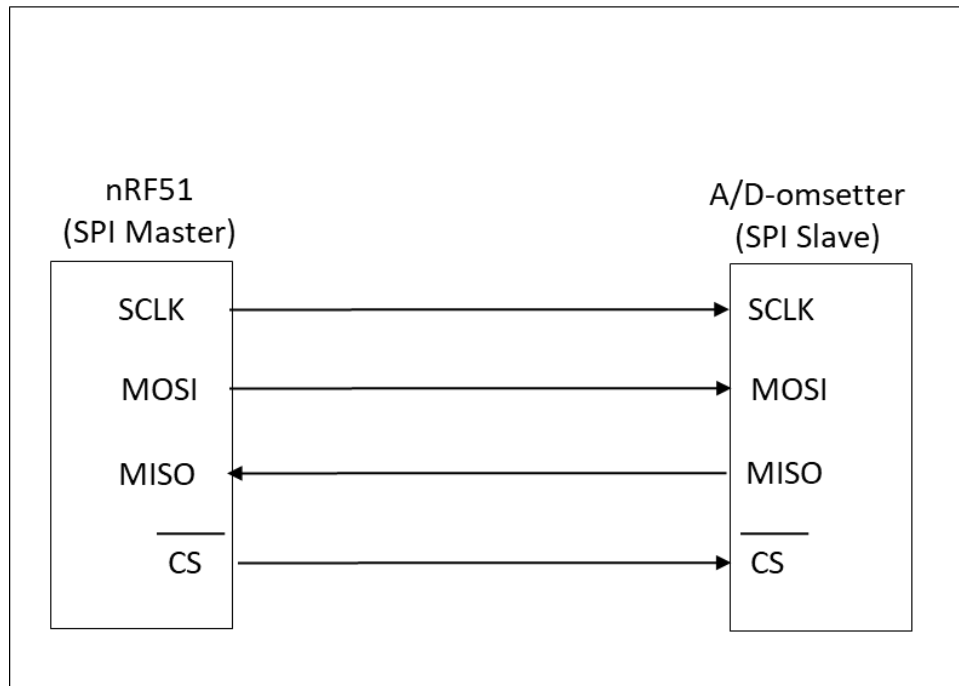 nRF51
(SPI Master)
A/D-omsetter
(SPI Slave)
SCLK
SCLK
MOSI
MOSI
MISO
MISO
CS
CS